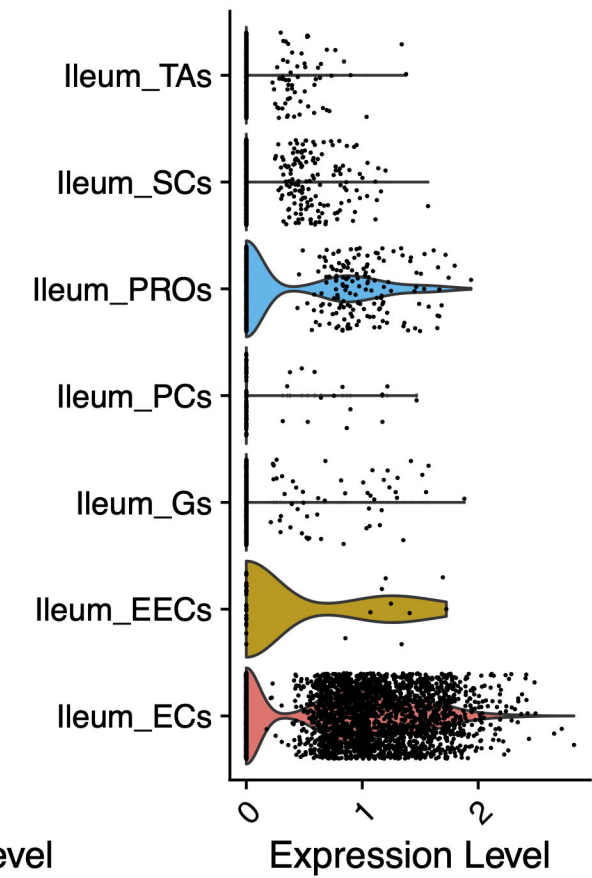 Ileum_TAs
Ileum_SCs
Ileum_PROs
Ileum_PCs
Ileum_Gs
Ileum_EECs
Ileum_ECs
0 1 2
evel Expression Level